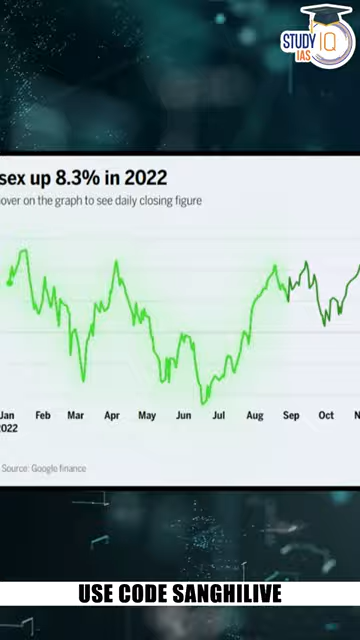 STUDY IQ
IAS
sex up 8.3% in 2022
over on the graph to see daily closing figure
Jan Feb Mar Apr May Jun Jul Aug Sep Oct N
2022
Source: Google finance
USE CODE SANGHILIVE